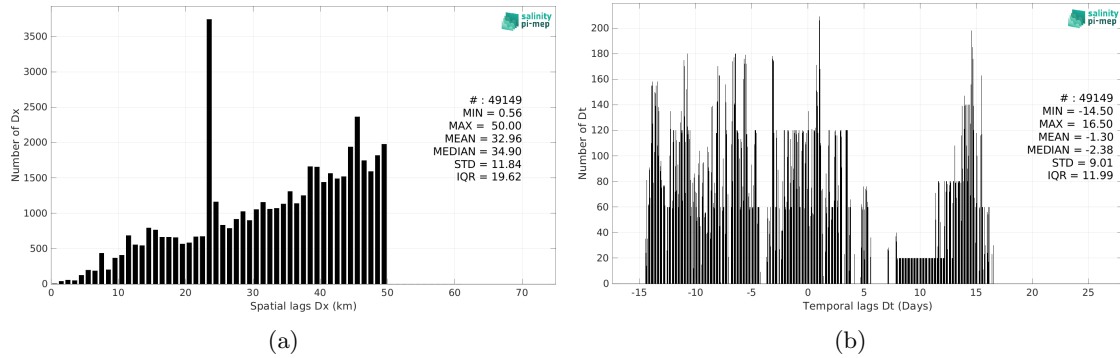 salinity
pi-mep
3500
3000
2500
2000
1500
1000
500
0
Number of Dx
# : 49149
MIN = 0.56
MAX = 50.00
MEAN = 32.96
MEDIAN = 34.90
STD = 11.84
IQR = 19.62
0 10 20 30 40 50 60 70
Spatial lags Dx (km)
(a)
salinity
pi-mep
200
180
160
140
120
100
80
60
40
20
0
Number of Dt
# : 49149
MIN = -14.50
MAX = 16.50
MEAN = -1.30
MEDIAN = -2.38
STD = 9.01
IQR = 11.99
-15 -10 -5 0 5 10 15 20 25
Temporal lags Dt (Days)
(b)